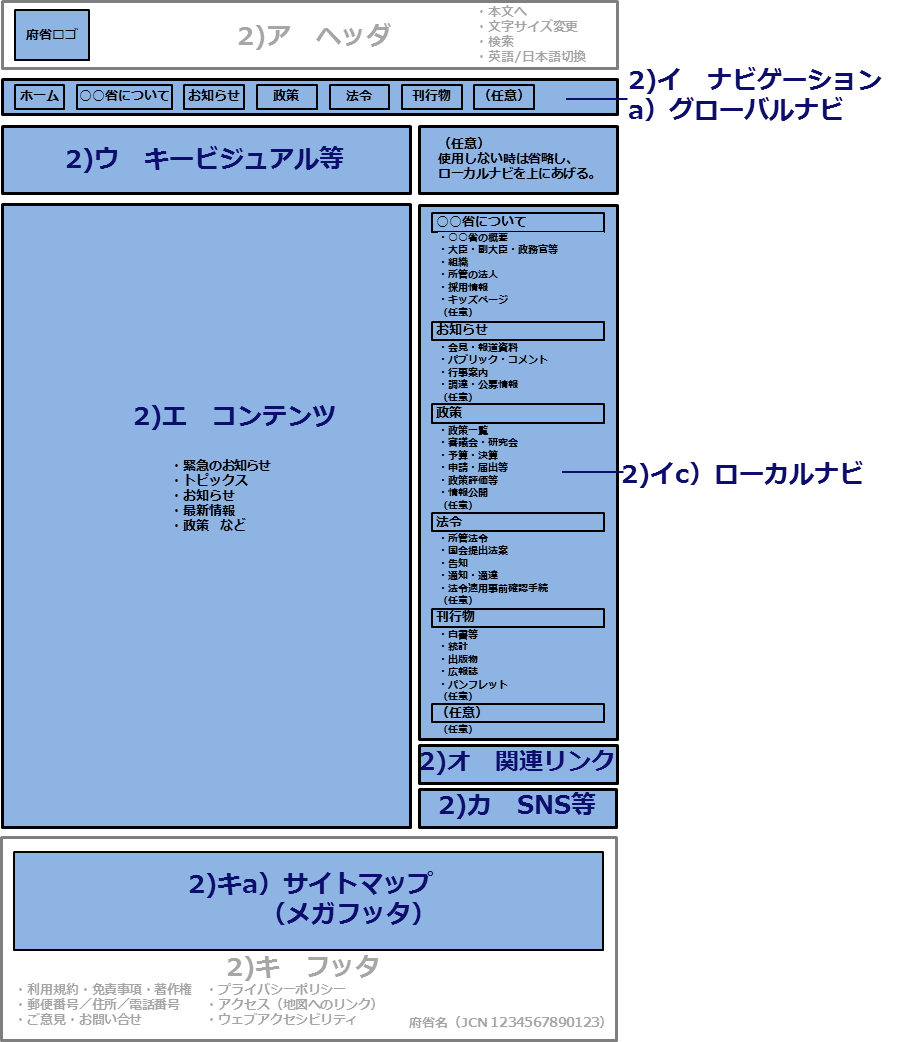 府省ロゴ
2)ア　ヘッダ
・本文へ
・文字サイズ変更
・検索
・英語/日本語切換
ホーム
○○省について
お知らせ
政策
法令
刊行物
（任意）
2)イ　ナビゲーション
a）グローバルナビ
2)ウ　キービジュアル等
（任意）
使用しない時は省略し、
ローカルナビを上にあげる。
2)エ　コンテンツ
・緊急のお知らせ
・トピックス
・お知らせ
・最新情報
・政策　など
○○省について
・○○省の概要
・大臣・副大臣・政務官等
・組織
・所管の法人
・採用情報
・キッズページ
（任意）
お知らせ
・会見・報道資料
・パブリック・コメント
・行事案内
・調達・公募情報
（任意）
政策
・政策一覧
・審議会・研究会
・予算・決算
・申請・届出等
・政策評価等
・情報公開
（任意）
2)イc）ローカルナビ
法令
・所管法令
・国会提出法案
・告知
・通知・通達
・法令適用事前確認手続
（任意）
刊行物
・白書等
・統計
・出版物
・広報誌
・パンフレット
（任意）
（任意）
（任意）
2)オ　関連リンク
2)カ　SNS等
2)キa）サイトマップ
（メガフッタ）
2)キ　フッタ
・利用規約・免責事項・著作権
・郵便番号／住所／電話番号
・ご意見・お問い合せ
・プライバシーポリシー
・アクセス（地図へのリンク）
・ウェブアクセシビリティ
府省名（JCN 1234567890123）